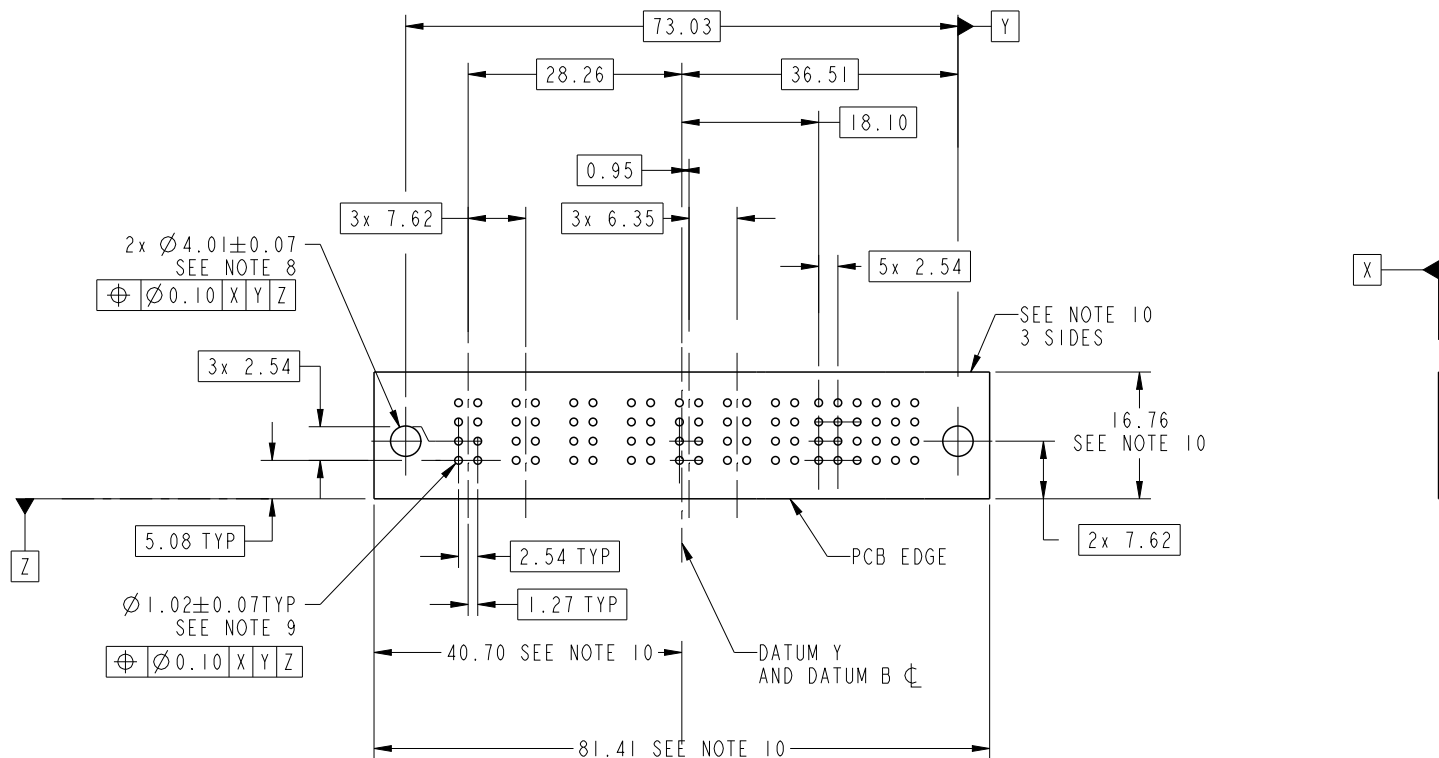 73.03
Y
28.26
36.51
18.10
0.95
3x 7.62
3x 6.35
2x Ø4.01±0.07
SEE NOTE 8
⌖ Ø0.10 X Y Z
5x 2.54
X
SEE NOTE 10
3 SIDES
3x 2.54
16.76
SEE NOTE 10
5.08 TYP
2.54 TYP
PCB EDGE
2x 7.62
Z
Ø1.02±0.07TYP
SEE NOTE 9
⌖ Ø0.10 X Y Z
1.27 TYP
40.70 SEE NOTE 10
DATUM Y
AND DATUM B ℄
81.41 SEE NOTE 10